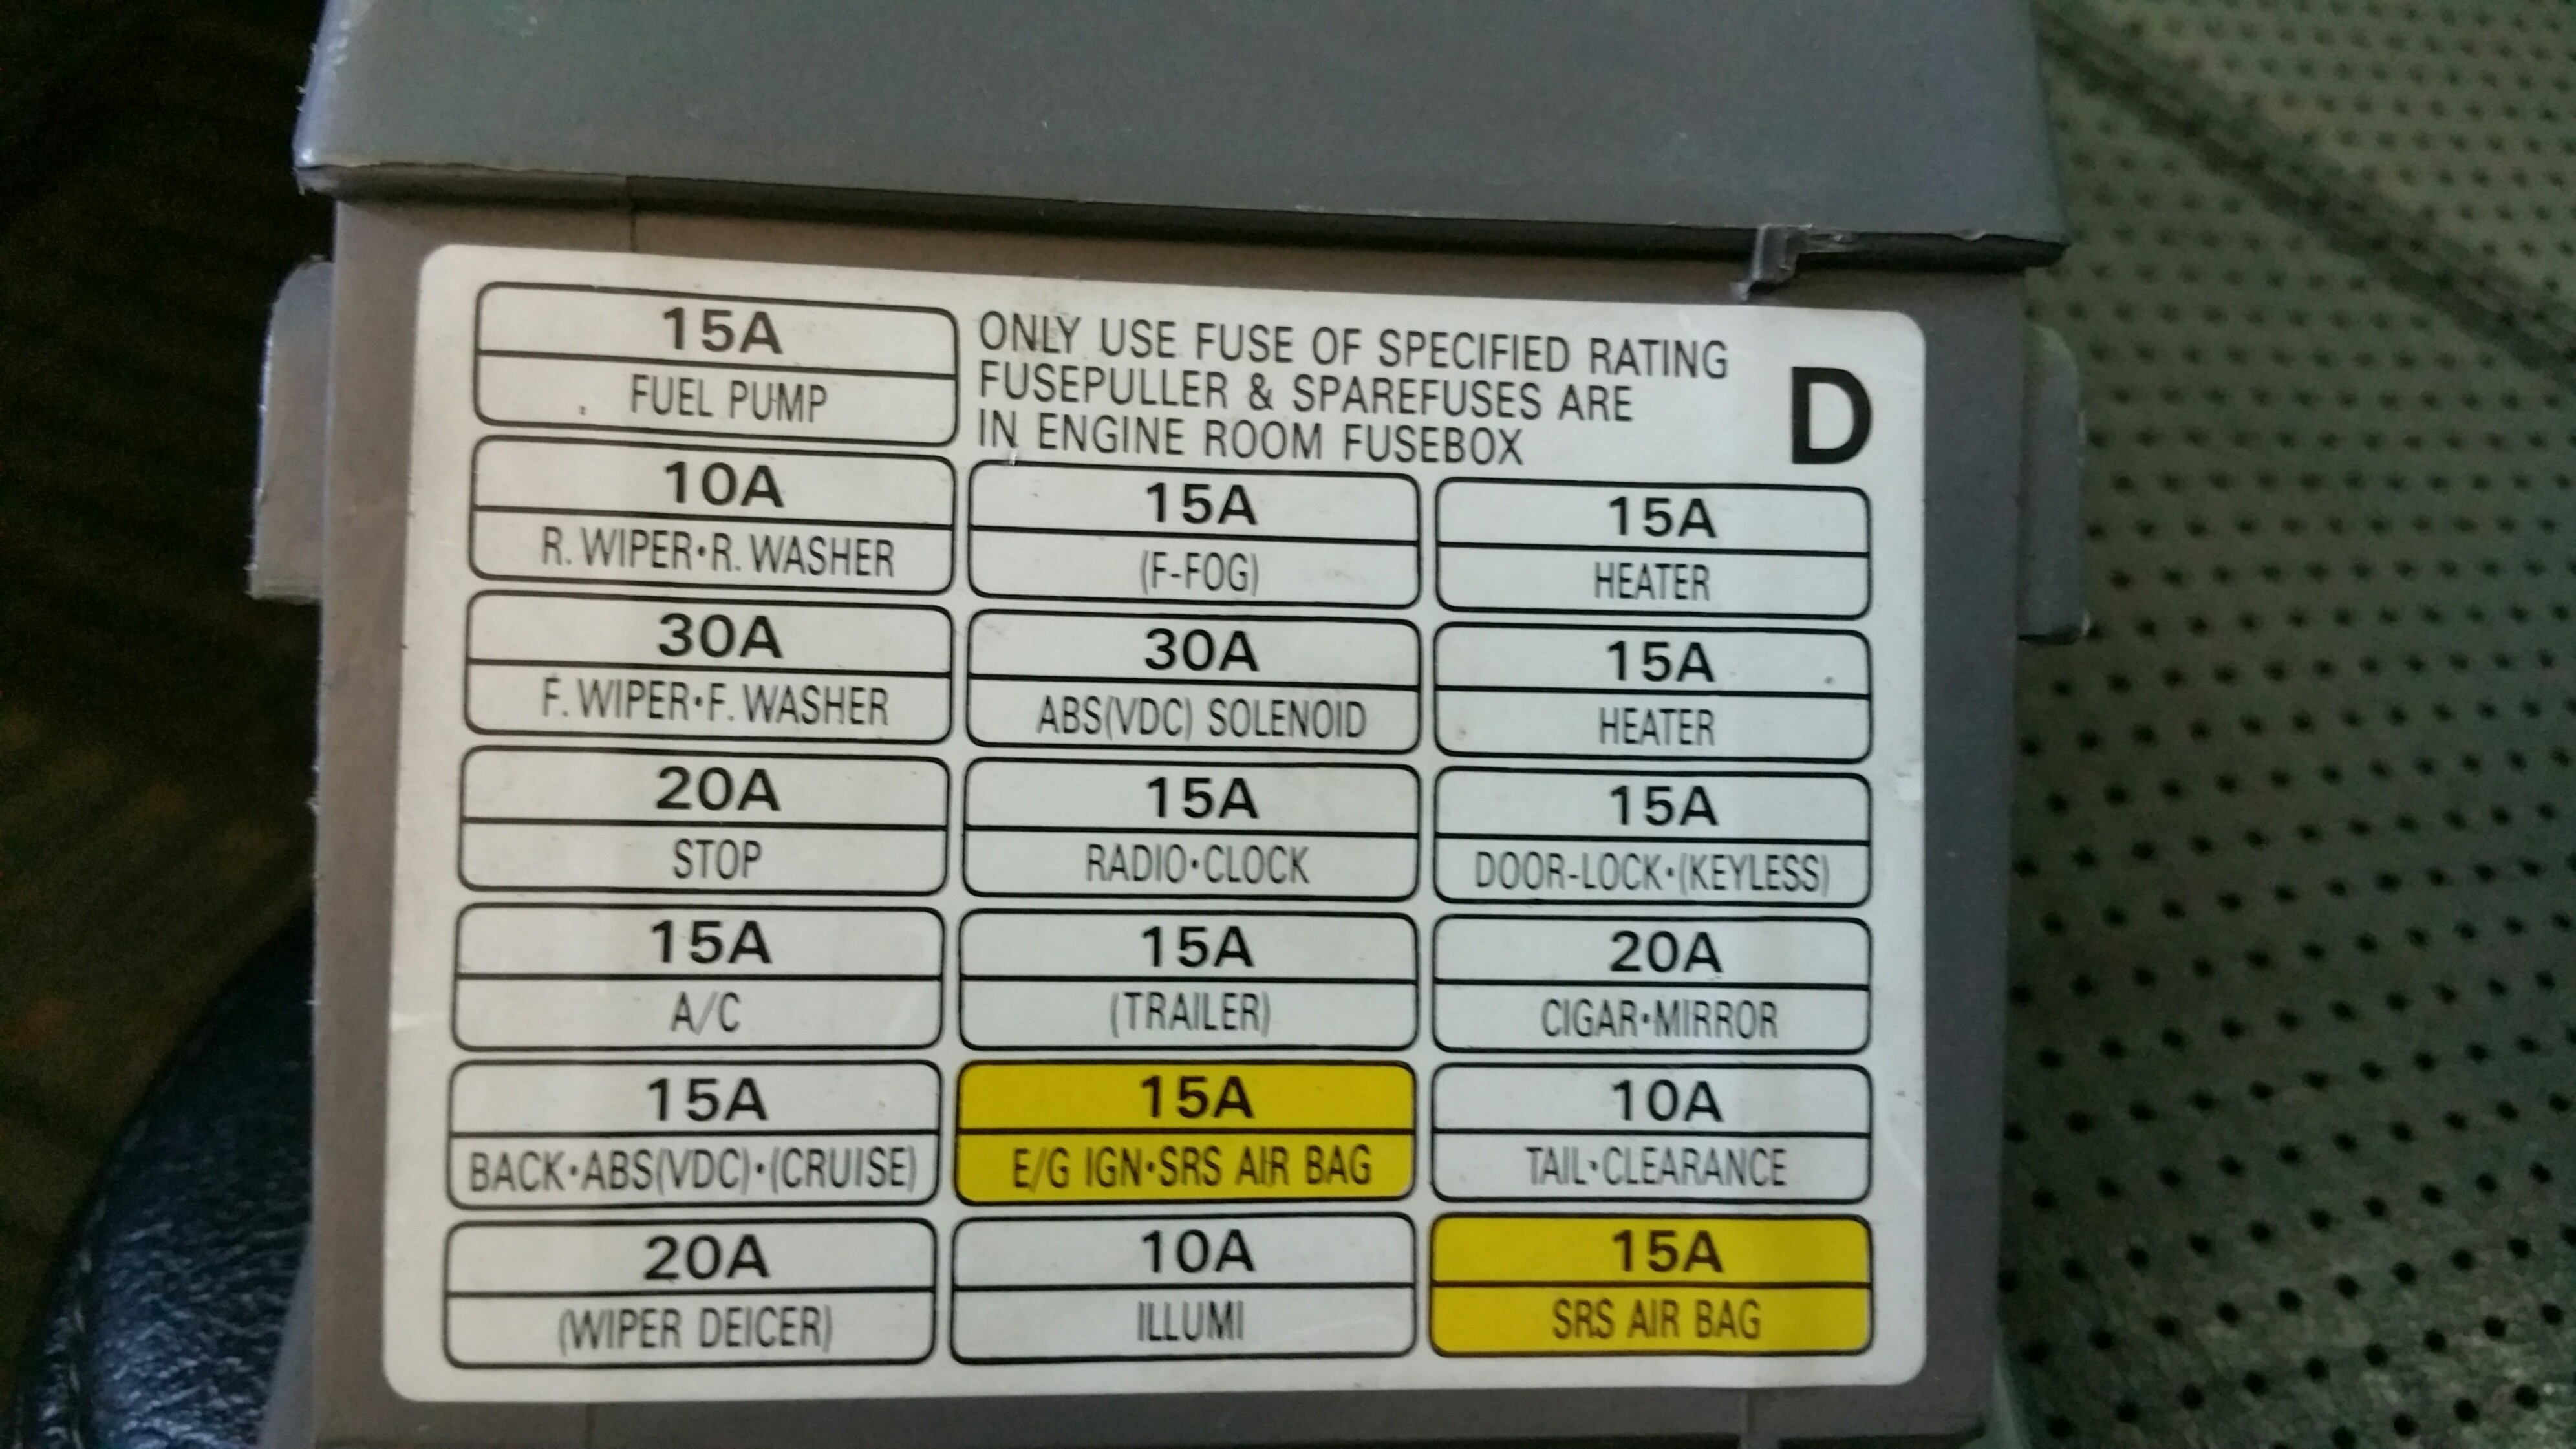 15A
FUEL PUMP
ONLY USE FUSE OF SPECIFIED RATING
FUSEPULLER & SPAREFUSES ARE
IN ENGINE ROOM FUSEBOX
D
10A
R. WIPER•R. WASHER
15A
(F-FOG)
15A
HEATER
30A
F. WIPER•F. WASHER
30A
ABS(VDC) SOLENOID
15A
HEATER
20A
STOP
15A
RADIO•CLOCK
15A
DOOR-LOCK•(KEYLESS)
15A
A/C
15A
(TRAILER)
20A
CIGAR•MIRROR
15A
BACK•ABS(VDC)•(CRUISE)
15A
E/G IGN•SRS AIR BAG
10A
TAIL•CLEARANCE
20A
(WIPER DEICER)
10A
ILLUMI
15A
SRS AIR BAG